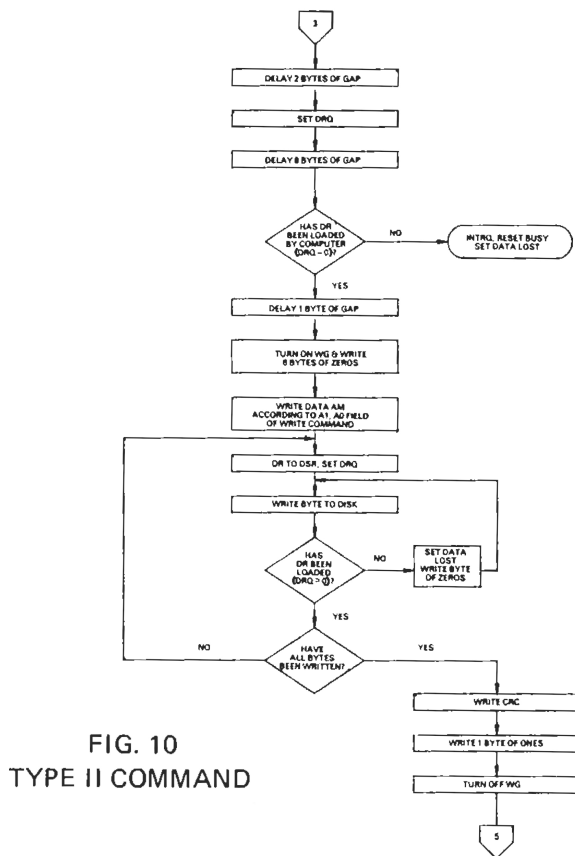 3
DELAY 2 BYTES OF GAP
SET DRQ
DELAY 8 BYTES OF GAP
HAS DR
BEEN LOADED
BY COMPUTER
(DRQ = 0)?
NO
INTRQ, RESET BUSY
SET DATA LOST
YES
DELAY 1 BYTE OF GAP
TURN ON WG & WRITE
6 BYTES OF ZEROS
WRITE DATA AM
ACCORDING TO A1, A0 FIELD
OF WRITE COMMAND
DR TO DSR, SET DRQ
WRITE BYTE TO DISK
HAS
DR BEEN
LOADED
(DRQ = 0)?
NO
SET DATA
LOST
WRITE BYTE
OF ZEROS
YES
NO
HAVE
ALL BYTES
BEEN WRITTEN?
YES
WRITE CRC
WRITE 1 BYTE OF ONES
TURN OFF WG
5
FIG. 10
TYPE II COMMAND